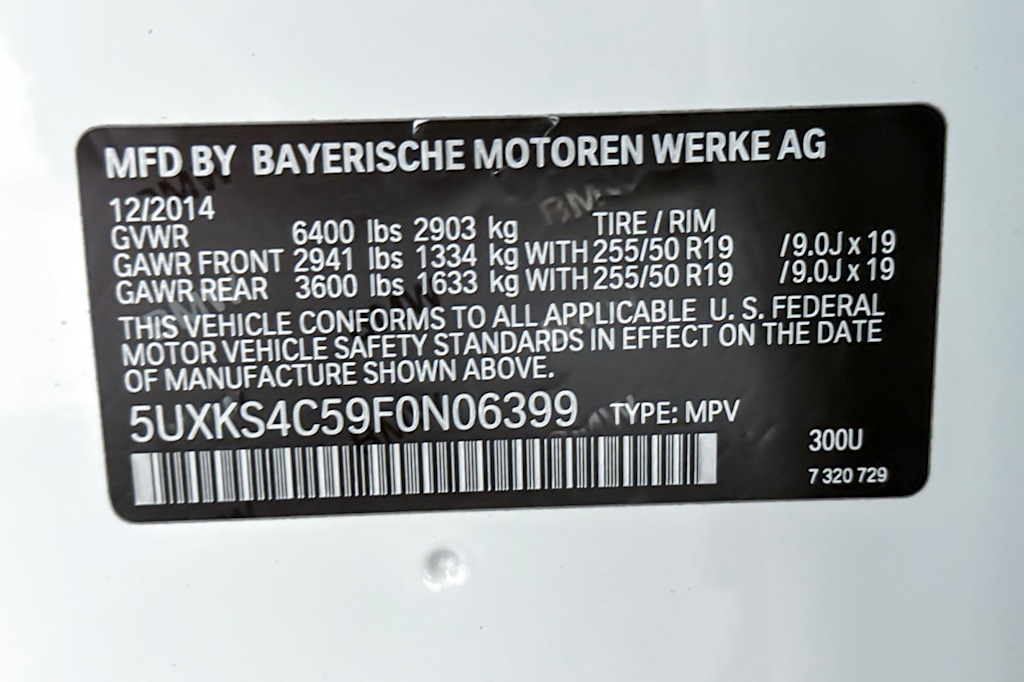 MFD BY BAYERISCHE MOTOREN WERKE AG
12/2014 TIRE / RIM
GVWR 6400 lbs 2903 kg
GAWR FRONT 2941 lbs 1334 kg WITH 255/50 R19 /9.0J x 19
GAWR REAR 3600 lbs 1633 kg WITH 255/50 R19 /9.0J x 19
THIS VEHICLE CONFORMS TO ALL APPLICABLE U. S. FEDERAL
MOTOR VEHICLE SAFETY STANDARDS IN EFFECT ON THE DATE
OF MANUFACTURE SHOWN ABOVE.
5UXKS4C59F0N06399 TYPE: MPV
300U
7 320 729
BMW
BMW
BMW